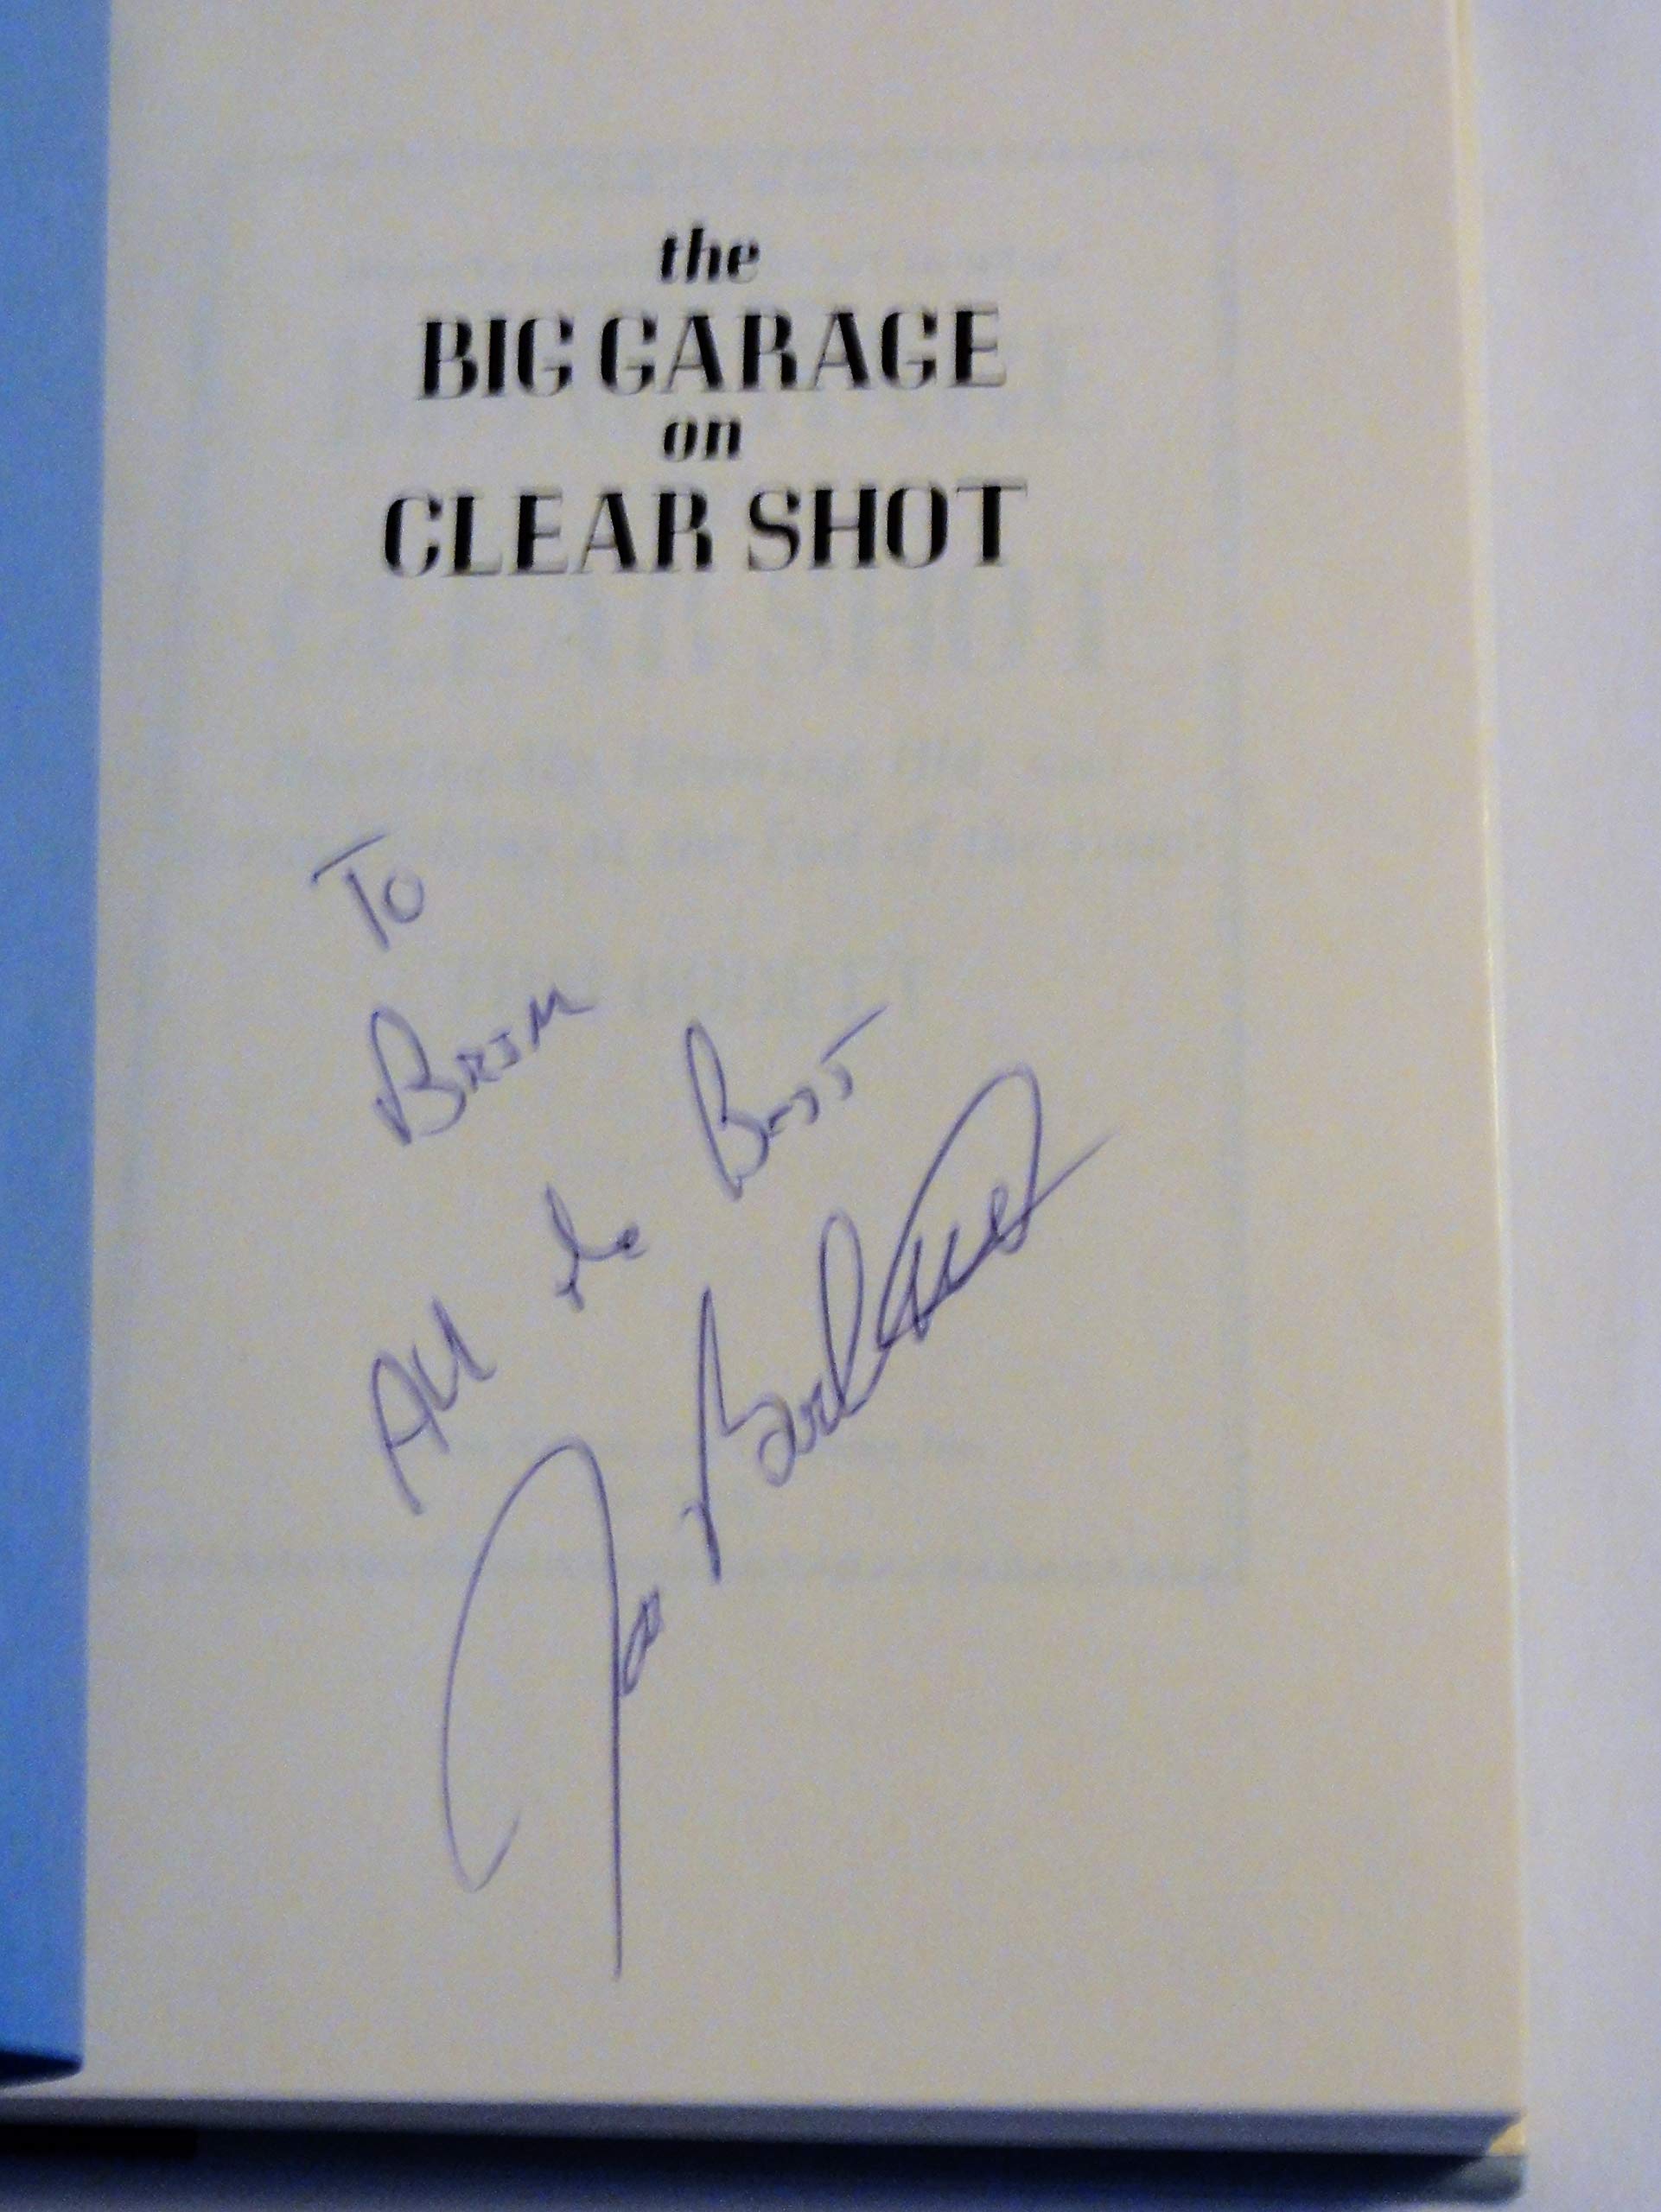 the
BIG GARAGE
on
CLEAR SHOT
To
Brian
All the Best